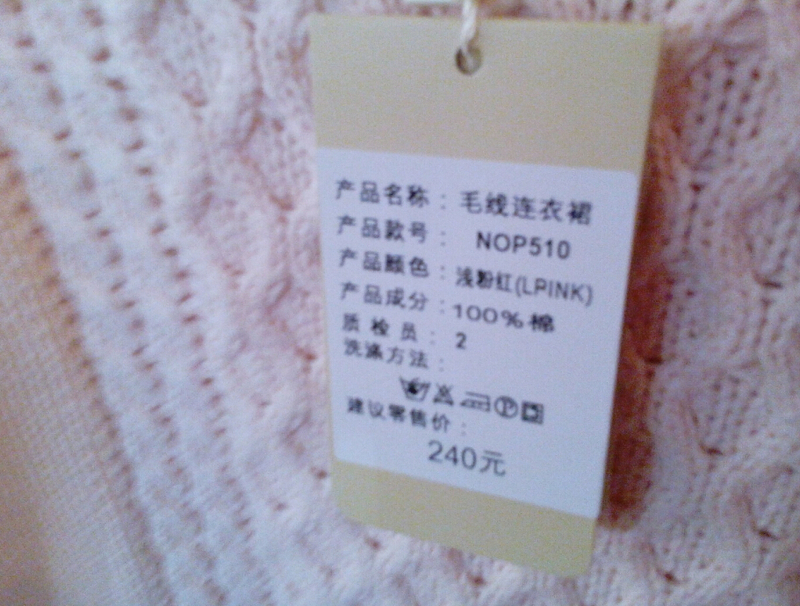 产品名称：毛线连衣裙
产品款号：NOP510
产品颜色：浅粉红(LPINK)
产品成分：100%棉
质检员：2
洗涤方法：
建议零售价：
240元